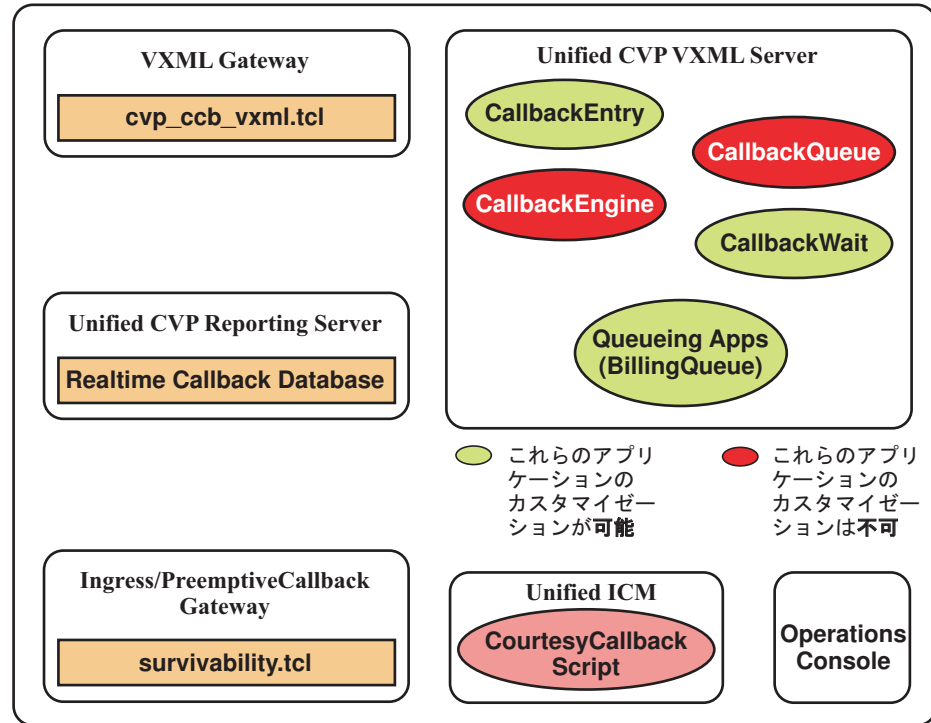 VXML Gateway
cvp_ccb_vxml.tcl
Unified CVP VXML Server
CallbackEntry
CallbackQueue
CallbackEngine
CallbackWait
Queueing Apps
(BillingQueue)
Unified CVP Reporting Server
Realtime Callback Database
これらのアプリ
ケーションの
カスタマイゼー
ションが可能
これらのアプリ
ケーションの
カスタマイゼー
ションは不可
Ingress/PreemptiveCallback
Gateway
survivability.tcl
Unified ICM
CourtesyCallback
Script
Operations
Console